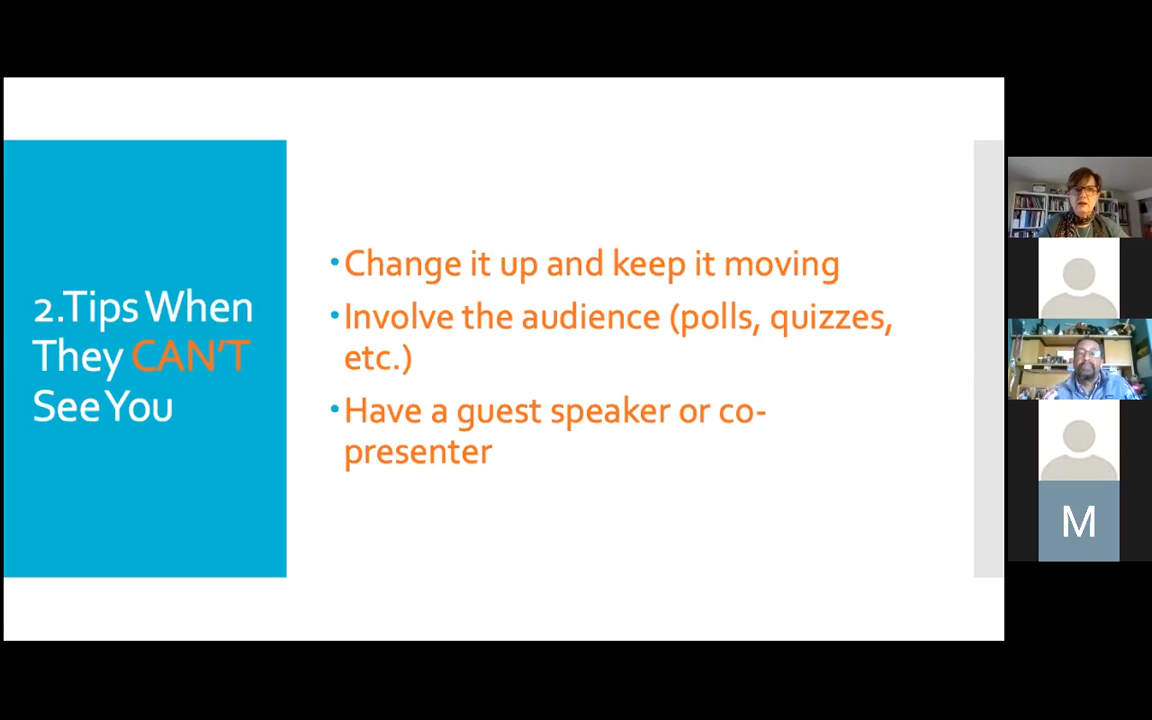 2.Tips When
They CAN'T
See You
•Change it up and keep it moving
•Involve the audience (polls, quizzes,
etc.)
•Have a guest speaker or co-
presenter
M